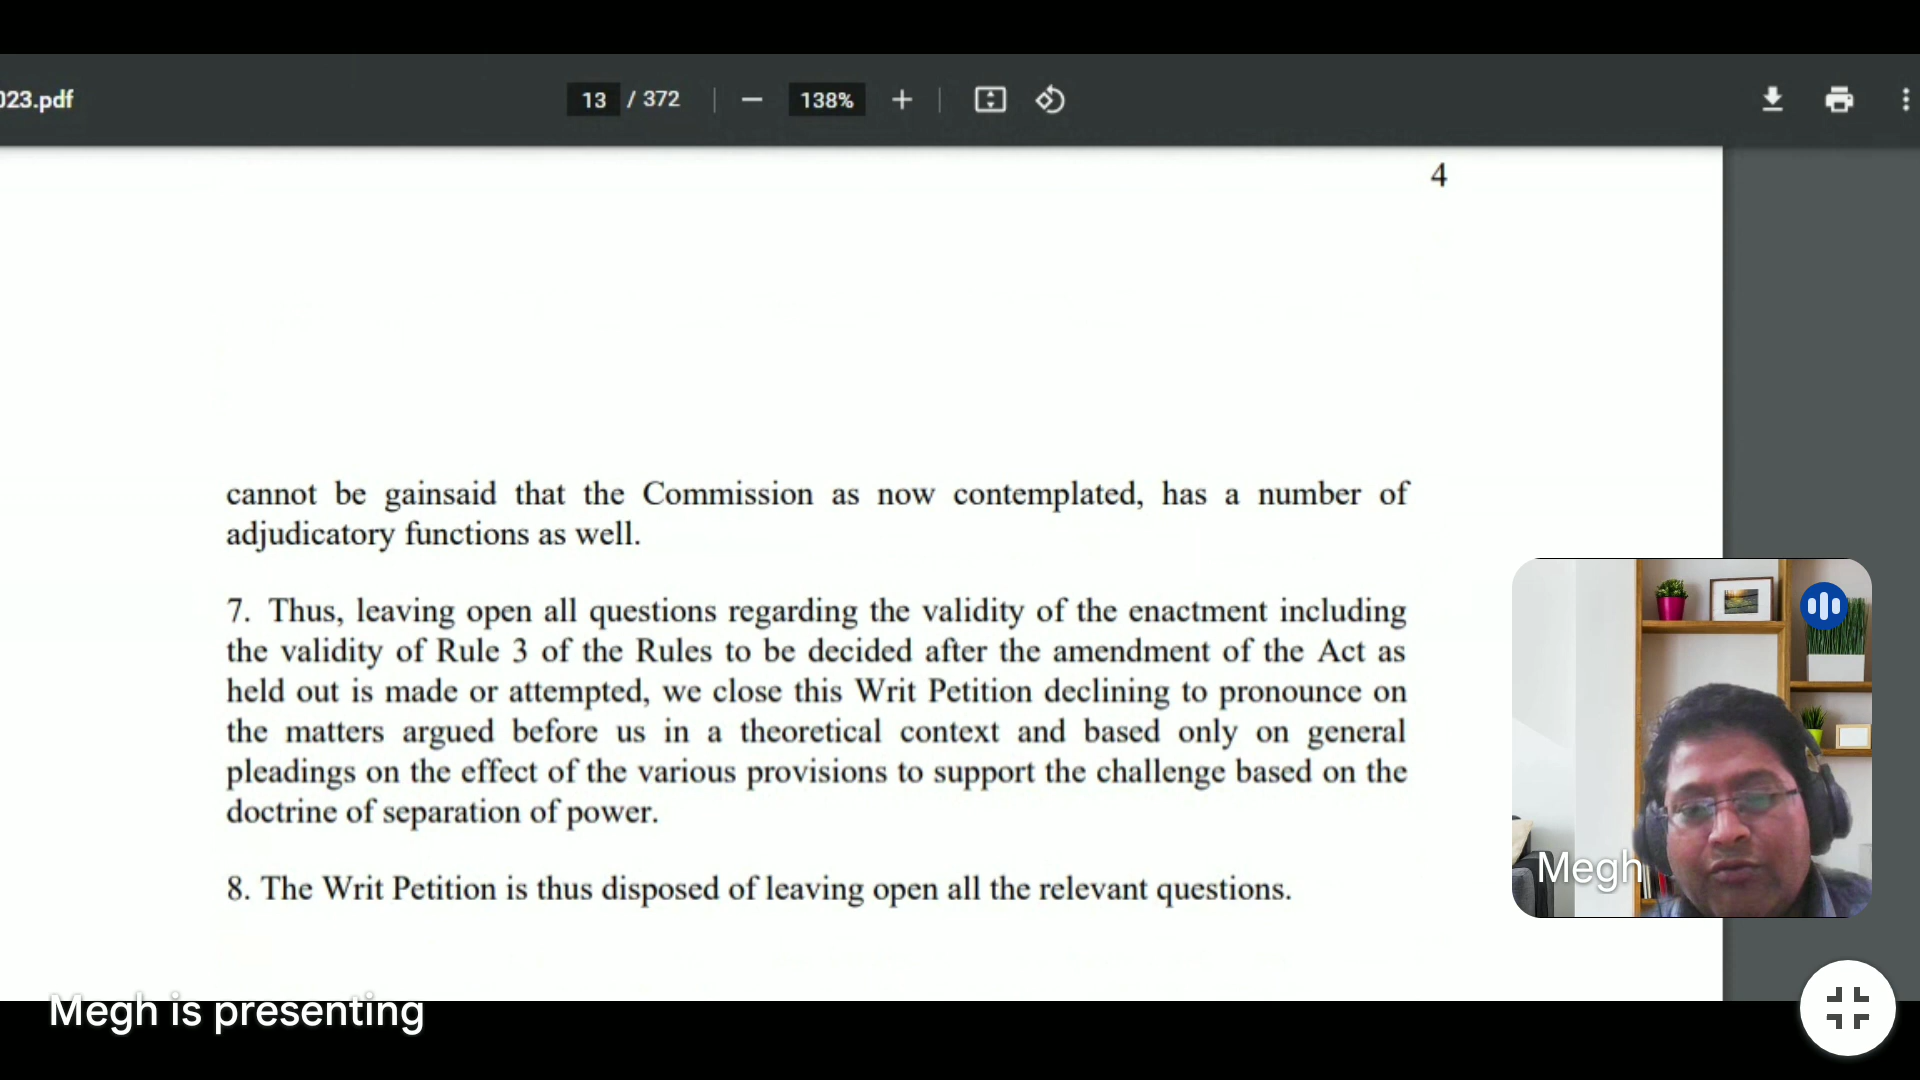 023.pdf
13 / 372
138%
4
cannot be gainsaid that the Commission as now contemplated, has a number of
adjudicatory functions as well.
7. Thus, leaving open all questions regarding the validity of the enactment including
the validity of Rule 3 of the Rules to be decided after the amendment of the Act as
held out is made or attempted, we close this Writ Petition declining to pronounce on
the matters argued before us in a theoretical context and based only on general
pleadings on the effect of the various provisions to support the challenge based on the
doctrine of separation of power.
8. The Writ Petition is thus disposed of leaving open all the relevant questions.
Megh
Megh is presenting